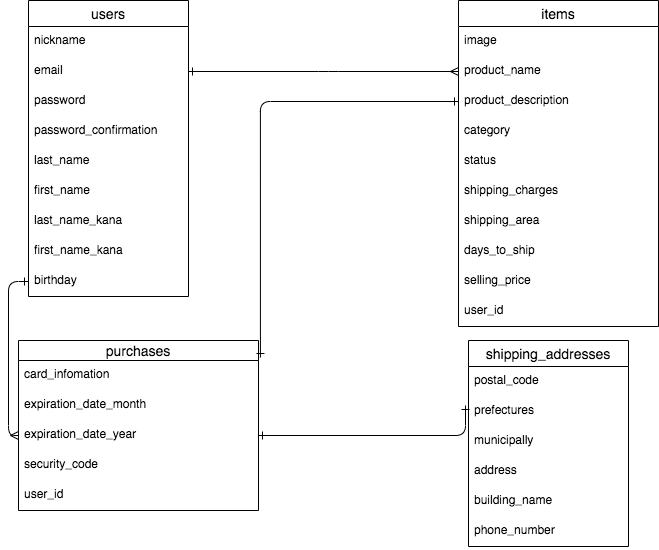 users
nickname
email
password
password_confirmation
last_name
first_name
last_name_kana
first_name_kana
birthday
items
image
product_name
product_description
category
status
shipping_charges
shipping_area
days_to_ship
selling_price
user_id
purchases
card_infomation
expiration_date_month
expiration_date_year
security_code
user_id
shipping_addresses
postal_code
prefectures
municipally
address
building_name
phone_number